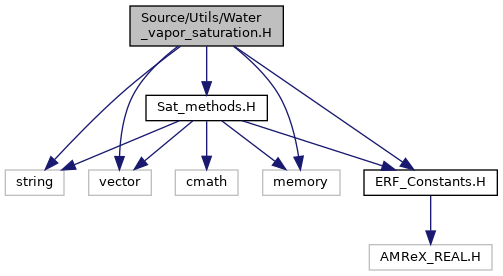 Source/Utils/Water
_vapor_saturation.H
Sat_methods.H
string
vector
cmath
memory
ERF_Constants.H
AMReX_REAL.H